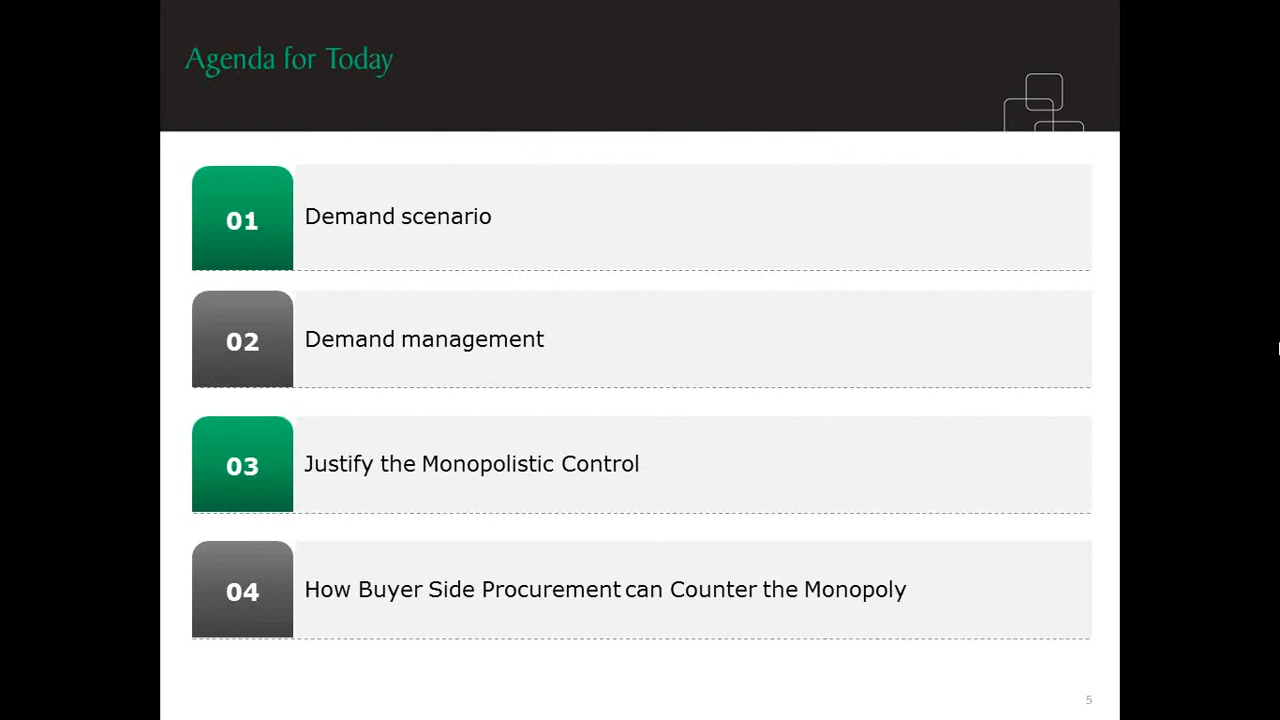 Agenda for Today
01
Demand scenario
02
Demand management
03
Justify the Monopolistic Control
04
How Buyer Side Procurement can Counter the Monopoly
5